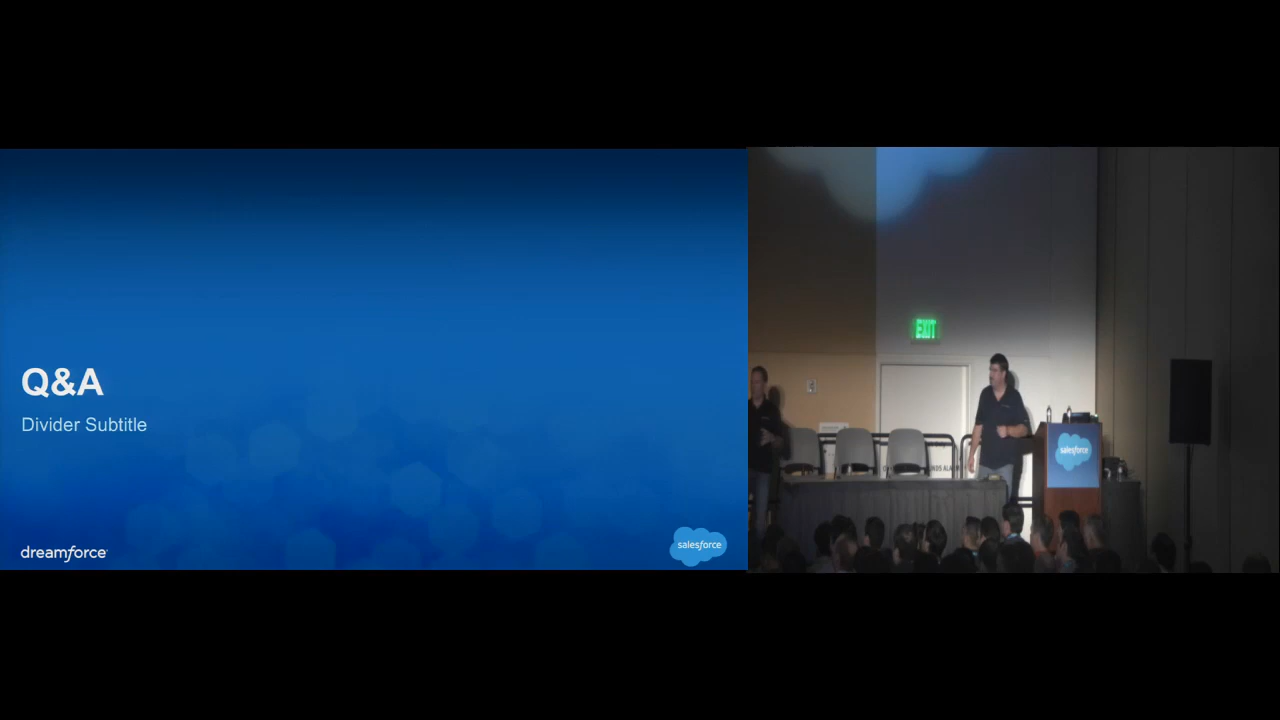 Q&A
Divider Subtitle
dreamforce
salesforce
EXIT
salesforce